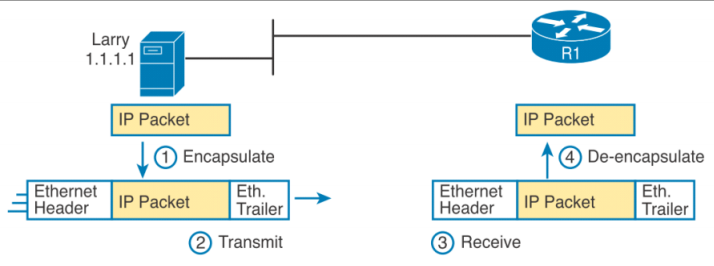 Larry
1.1.1.1
R1
IP Packet
IP Packet
1 Encapsulate
4 De-encapsulate
Ethernet Header
IP Packet
Eth. Trailer
Ethernet Header
IP Packet
Eth. Trailer
2 Transmit
3 Receive